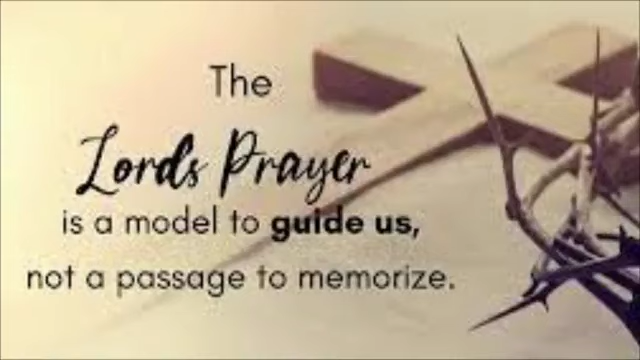 The
Lords Prayer
is a model to guide us,
not a passage to memorize.